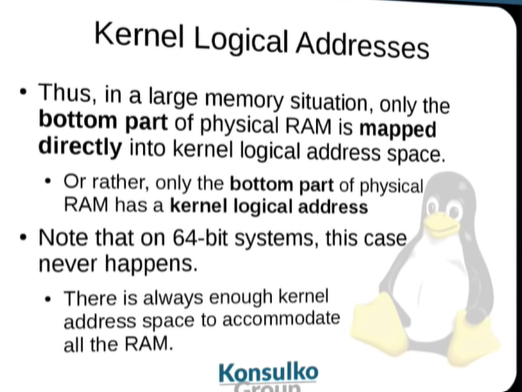 Kernel Logical Addresses
• Thus, in a large memory situation, only the
bottom part of physical RAM is mapped
directly into kernel logical address space.
• Or rather, only the bottom part of physical
RAM has a kernel logical address
• Note that on 64-bit systems, this case
never happens.
• There is always enough kernel
address space to accommodate
all the RAM.
Konsulko
Group